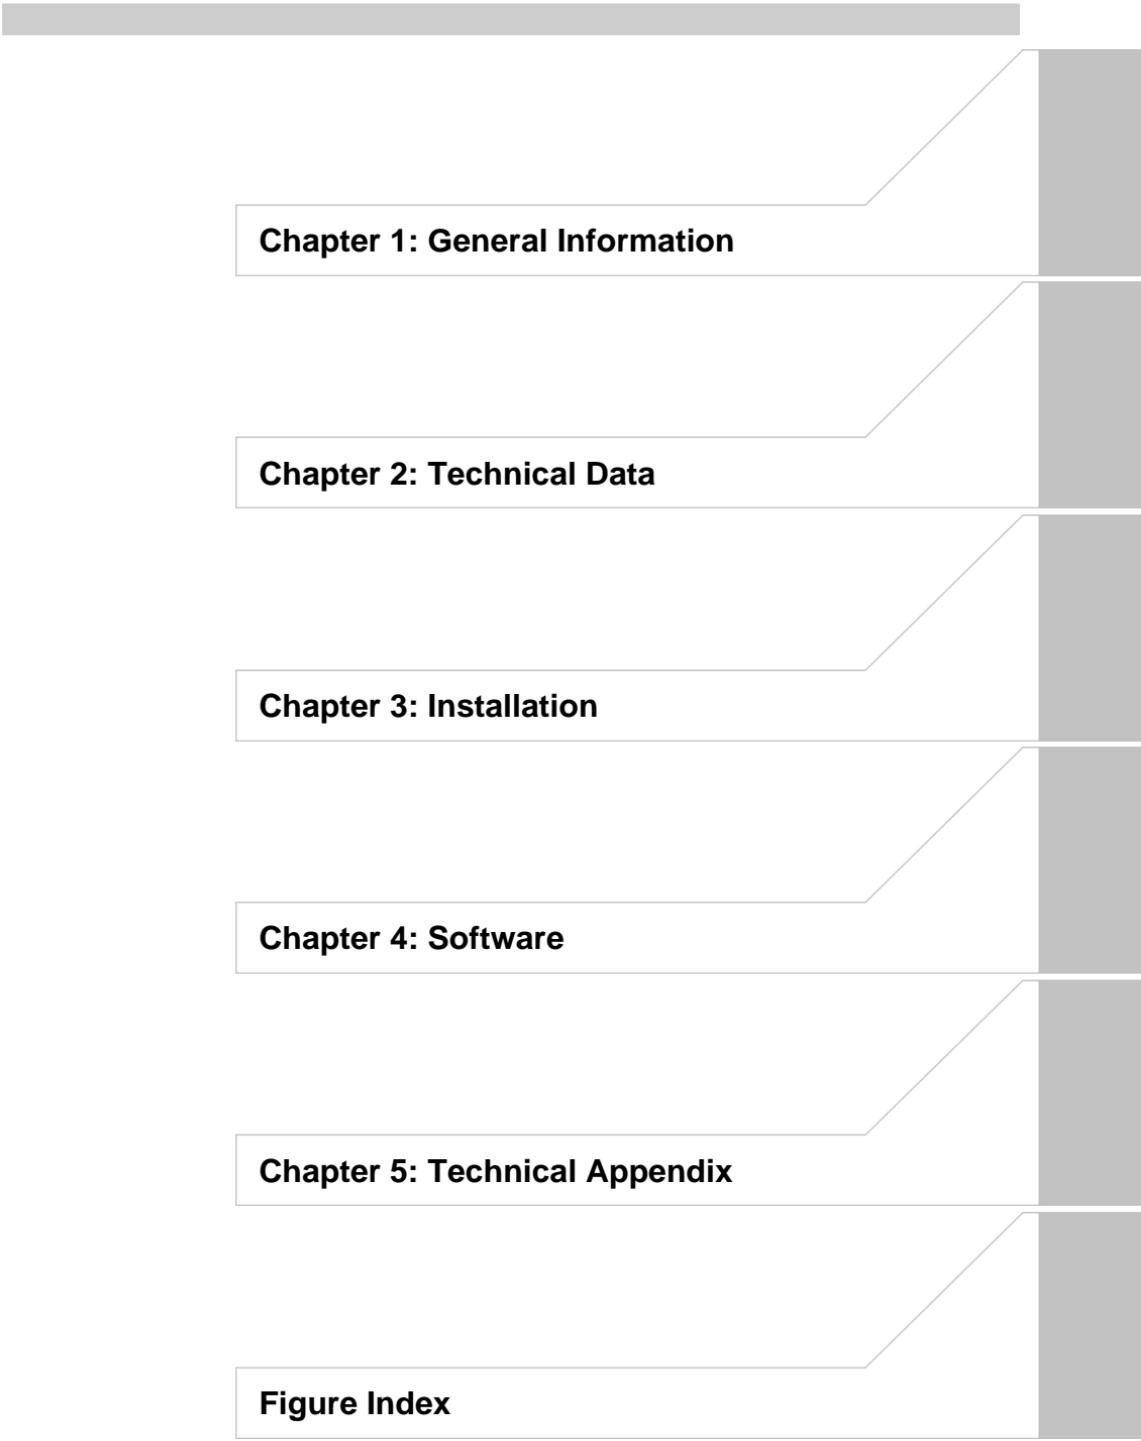 Chapter 1: General Information
Chapter 2: Technical Data
Chapter 3: Installation
Chapter 4: Software
Chapter 5: Technical Appendix
Figure Index